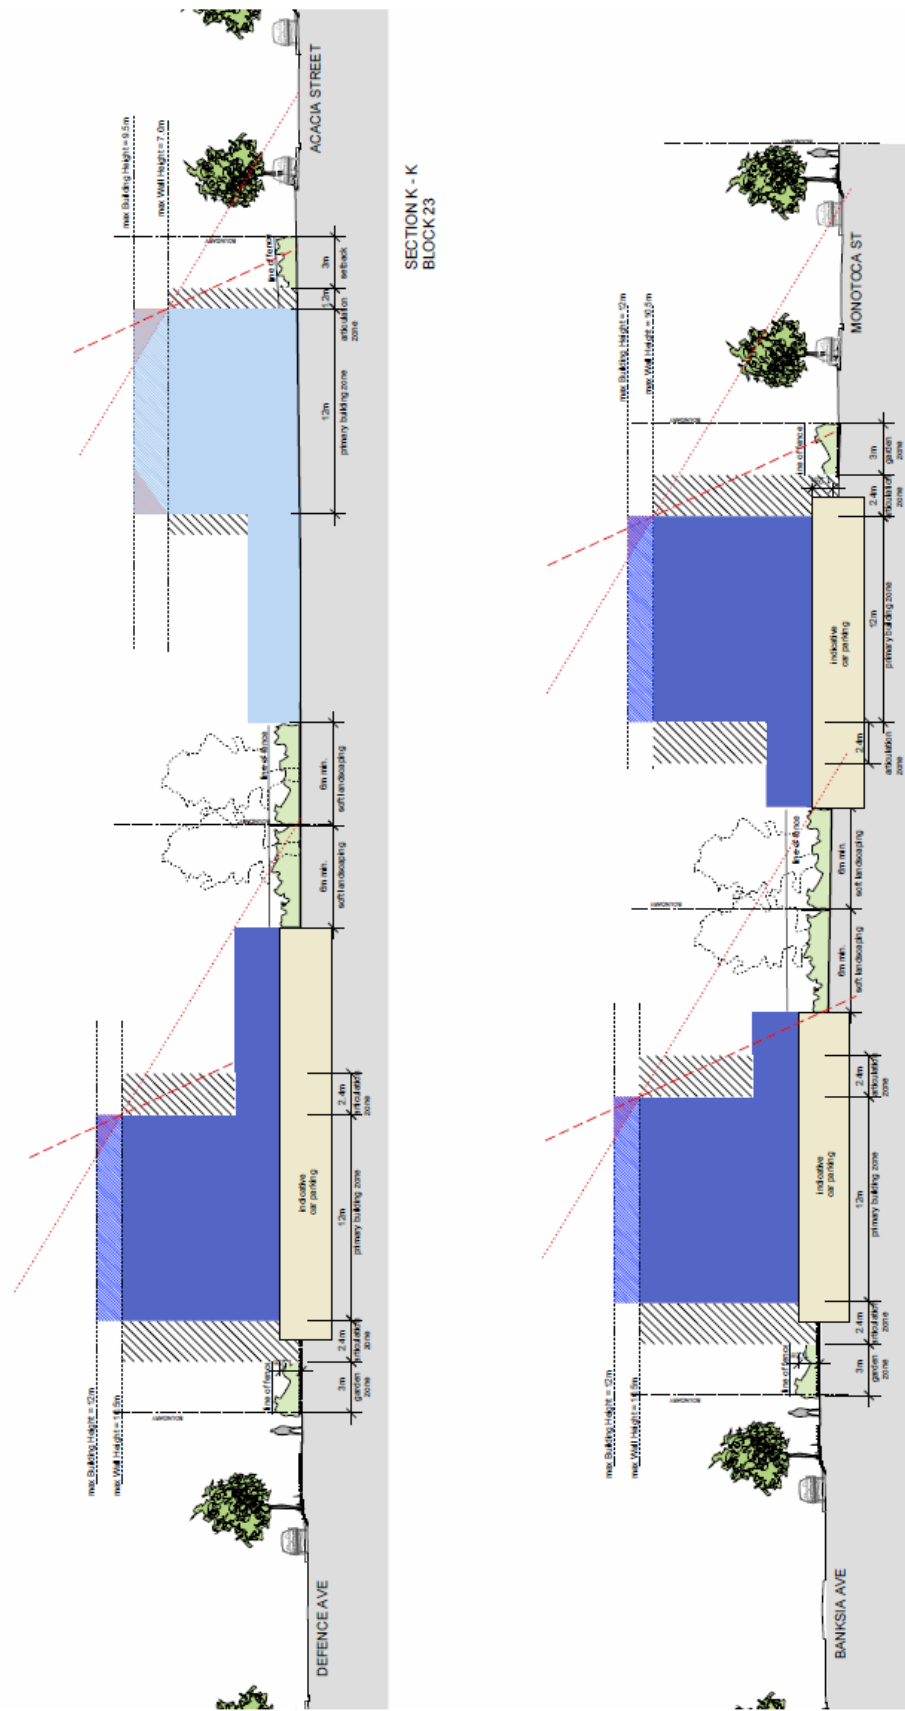 max Building Height = 9.5m
max Wall Height = 7.0m
BOUNDARY
line of fence
ACACIA STREET
3m
setback
1.2m
articulation
zone
12m
primary building zone
line of fence
BOUNDARY
6m min.
soft landscaping
6m min.
soft landscaping
2.4m
articulation
zone
indicative
car parking
12m
primary building zone
2.4m
articulation
zone
3m
garden
zone
line of fence
BOUNDARY
max Building Height = 12m
max Wall Height =
DEFENCE AVE
SECTION K - K
BLOCK 23
BOUNDARY
MONOTOCA ST
max Building Height = 12m
max Wall Height = 10.5m
BOUNDARY
line of fence
3m
garden
zone
2.4m
articulation
zone
12m
primary building zone
indicative
car parking
2.4m
articulation
zone
line of fence
BOUNDARY
6m min.
soft landscaping
6m min.
soft landscaping
2.4m
articulation
zone
indicative
car parking
12m
primary building zone
2.4m
articulation
zone
3m
garden
zone
line of fence
BOUNDARY
max Building Height = 12m
max Wall Height =
BANKSIA AVE